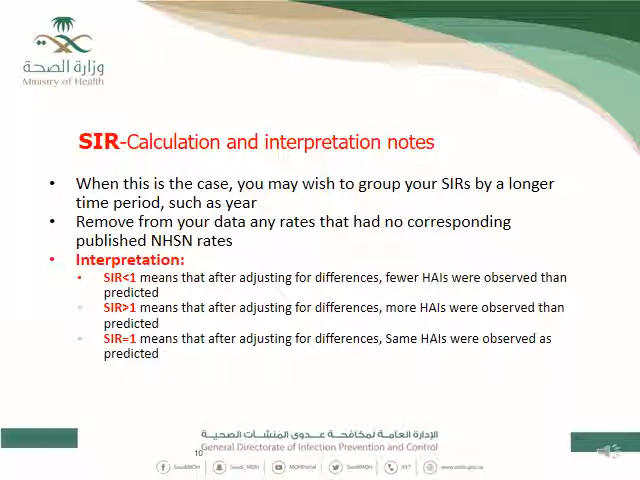 وزارة الصحة
Ministry of Health
SIR-Calculation and interpretation notes
• When this is the case, you may wish to group your SIRs by a longer
time period, such as year
• Remove from your data any rates that had no corresponding
published NHSN rates
• Interpretation:
• SIR<1 means that after adjusting for differences, fewer HAIs were observed than
predicted
• SIR>1 means that after adjusting for differences, more HAIs were observed than
predicted
• SIR=1 means that after adjusting for differences, Same HAIs were observed as
predicted
الإدارة العامة لمكافحة عدوى المنشآت الصحية
General Directorate of Infection Prevention and Control
10
SaudiMOH Saudi_MOH MOHPortal SaudiMOH 937 www.moh.gov.sa